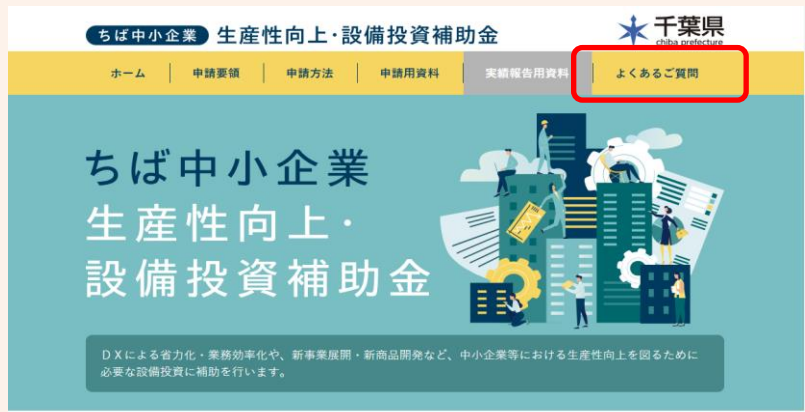 ちば中小企業 生産性向上・設備投資補助金
千葉県
chiba prefecture
ホーム
申請要領
申請方法
申請用資料
実績報告用資料
よくあるご質問
ちば中小企業
生産性向上・
設備投資補助金
DXによる省力化・業務効率化や、新事業展開・新商品開発など、中小企業等における生産性向上を図るために
必要な設備投資に補助を行います。